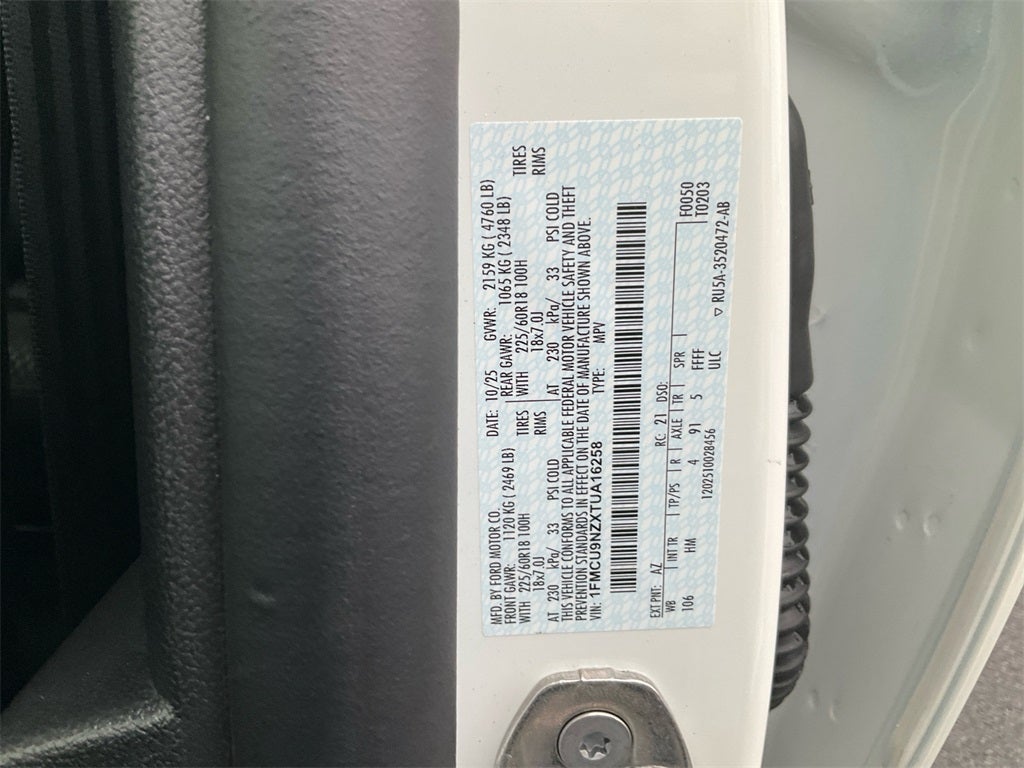 MFD. BY FORD MOTOR CO.
DATE: 10/25 GVWR: 2159 KG ( 4760 LB)
FRONT GAWR: 1120 KG ( 2469 LB) REAR GAWR: 1065 KG ( 2348 LB)
WITH 225/60R18 100H TIRES WITH 225/60R18 100H TIRES
18x7.0J RIMS 18x7.0J RIMS
AT 230 kPa/ 33 PSI COLD AT 230 kPa/ 33 PSI COLD
THIS VEHICLE CONFORMS TO ALL APPLICABLE FEDERAL MOTOR VEHICLE SAFETY AND THEFT
PREVENTION STANDARDS IN EFFECT ON THE DATE OF MANUFACTURE SHOWN ABOVE.
VIN: 1FMCU9NZXTUA16258 TYPE: MPV
EXT PNT: AZ RC: 21 DSO: F0050
WB INT TR TP/PS R AXLE TR SPR T0203
106 HM 4 91 5 FFFF
1202510028456 ULC ▽ RU5A-3520472-AB